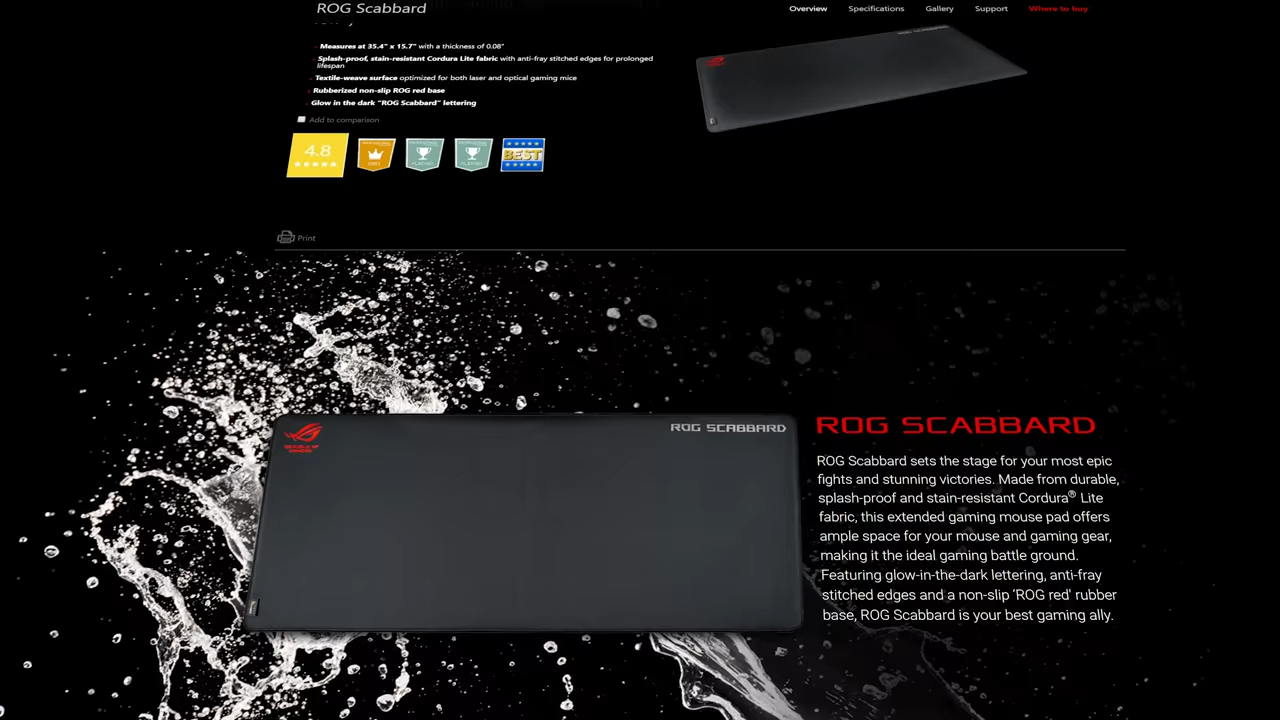 ROG Scabbard
Overview
Specifications
Gallery
Support
Where to buy
Measures at 35.4" x 15.7" with a thickness of 0.08"
Splash-proof, stain-resistant Cordura Lite fabric with anti-fray stitched edges for prolonged
lifespan
Textile-weave surface optimized for both laser and optical gaming mice
Rubberized non-slip ROG red base
Glow in the dark "ROG Scabbard" lettering
Add to comparison
4.8
BEST
Print
ROG SCABBARD
ROG SCABBARD
ROG Scabbard sets the stage for your most epic
fights and stunning victories. Made from durable,
splash-proof and stain-resistant Cordura® Lite
fabric, this extended gaming mouse pad offers
ample space for your mouse and gaming gear,
making it the ideal gaming battle ground.
Featuring glow-in-the-dark lettering, anti-fray
stitched edges and a non-slip 'ROG red' rubber
base, ROG Scabbard is your best gaming ally.